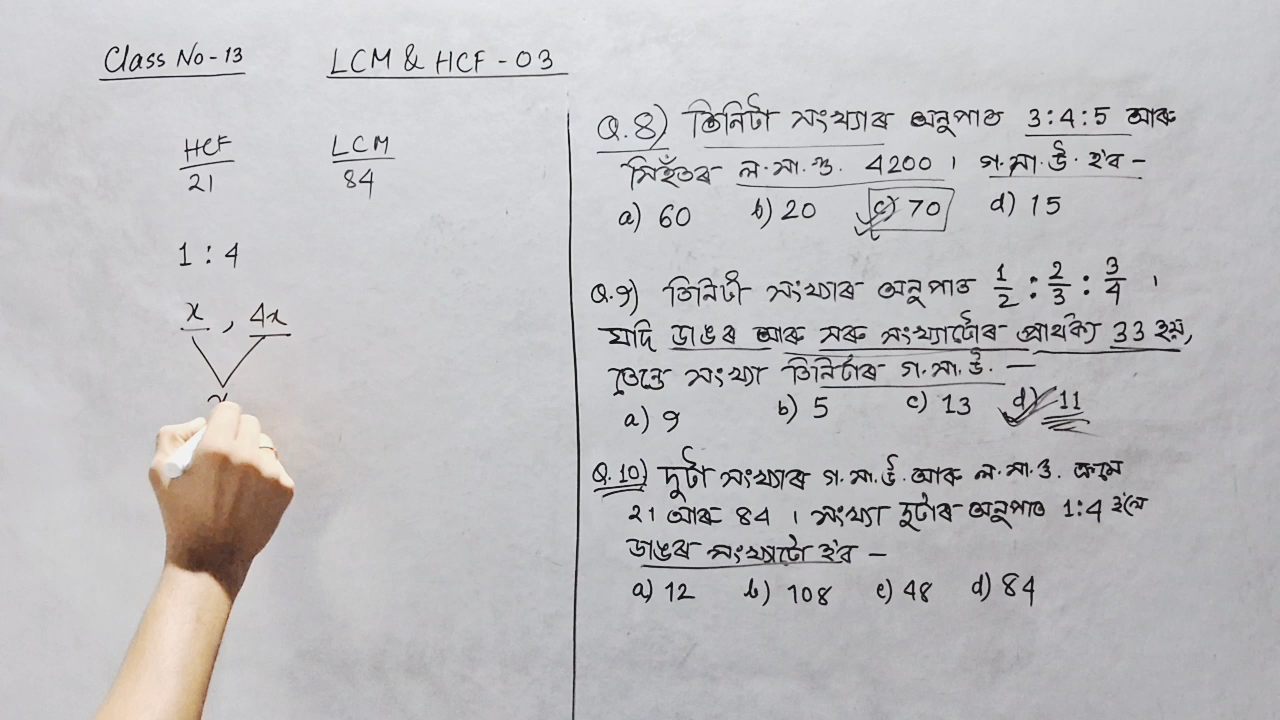 Class No-13
LCM & HCF - 03
HCF LCM
21 84
1 : 4
x , 4x
x
Q.8) তিনিটা সংখ্যাৰ অনুপাত 3:4:5 আৰু
সিহঁতৰ ল.সা.গু. 4200। গ.সা.উ. হ'ব –
a) 60 b) 20 c) 70 d) 15
Q.9) তিনিটা সংখ্যাৰ অনুপাত 1/2 : 2/3 : 3/4 ।
যদি ডাঙৰ আৰু সৰু সংখ্যাটোৰ প্ৰাৰ্থক্য 33 হয়,
তেন্তে সংখ্যা তিনিটাৰ গ.সা.উ. —
a) 9 b) 5 c) 13 d) 11
Q.10) দুটা সংখ্যাৰ গ.সা.উ. আৰু ল.সা.গু. ক্ৰমে
21 আৰু 84 । সংখ্যা দুটাৰ অনুপাত 1:4 হ'লে
ডাঙৰ সংখ্যাটো হ'ব –
a) 12 b) 108 c) 48 d) 84